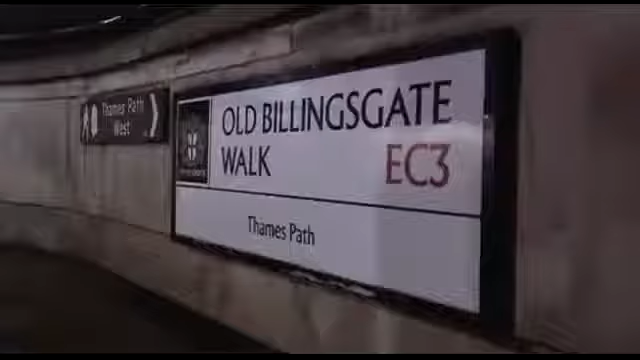 Thames Path
West
OLD BILLINGSGATE
WALK EC3
Thames Path